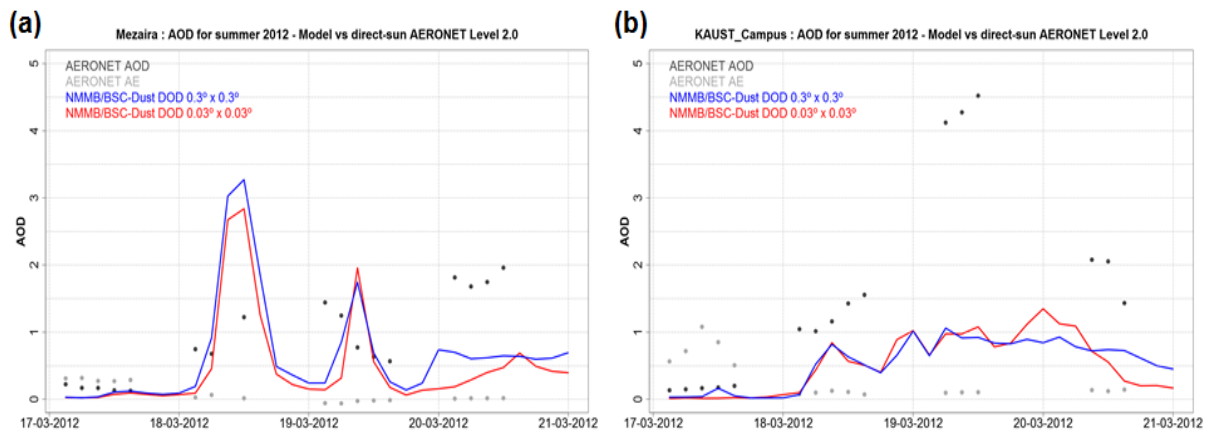 (a)
Mezaira : AOD for summer 2012 - Model vs direct-sun AERONET Level 2.0
AERONET AOD
AERONET AE
NMMB/BSC-Dust DOD 0.3º x 0.3º
NMMB/BSC-Dust DOD 0.03º x 0.03º
AOD
5
4
3
2
1
0
17-03-2012 18-03-2012 19-03-2012 20-03-2012 21-03-2012
(b)
KAUST_Campus : AOD for summer 2012 - Model vs direct-sun AERONET Level 2.0
AERONET AOD
AERONET AE
NMMB/BSC-Dust DOD 0.3º x 0.3º
NMMB/BSC-Dust DOD 0.03º x 0.03º
AOD
5
4
3
2
1
0
17-03-2012 18-03-2012 19-03-2012 20-03-2012 21-03-2012